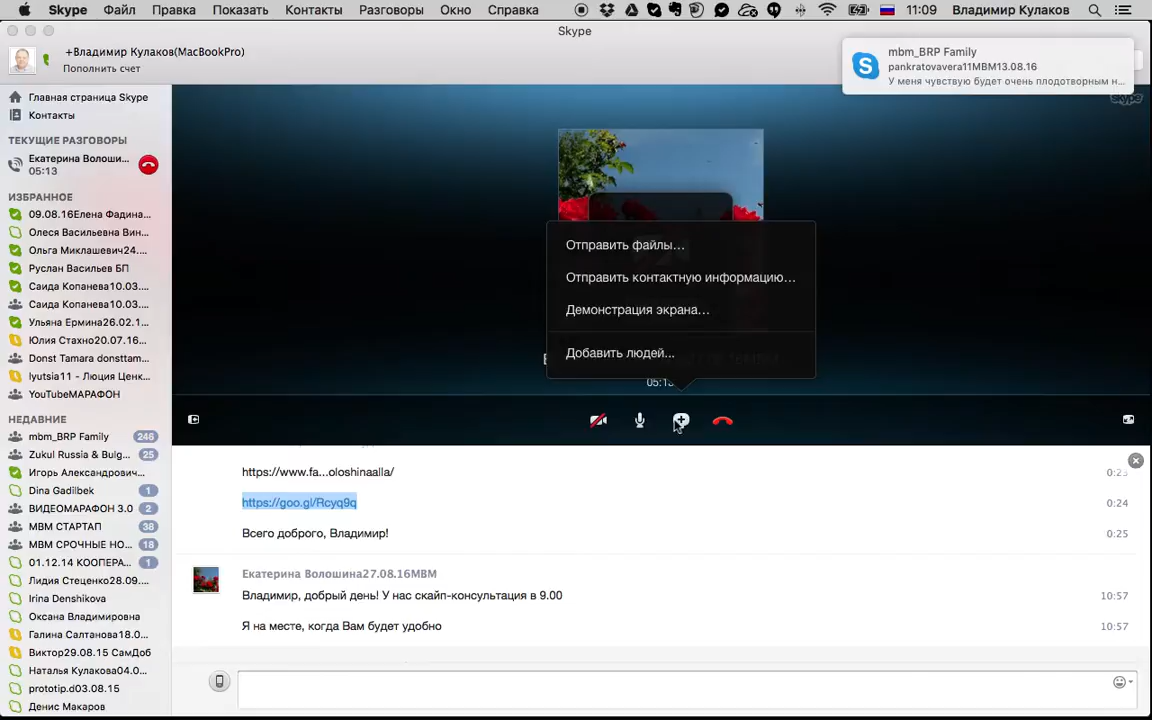 Skype Файл Правка Показать Контакты Разговоры Окно Справка 11:09 Владимир Кулаков
Skype
+Владимир Кулаков(MacBookPro)
Пополнить счет
mbm_BRP Family
pankratovavera11MBM13.08.16
У меня чувствую будет очень плодотворным н...
Главная страница Skype
Контакты
ТЕКУЩИЕ РАЗГОВОРЫ
Екатерина Волоши...
05:13
ИЗБРАННОЕ
09.08.16Елена Фадина...
Олеся Васильевна Вин...
Ольга Миклашевич24....
Руслан Васильев БП
Саида Копанева10.03....
Саида Копанева10.03....
Ульяна Ермина26.02.1...
Юлия Стахно20.07.16...
Donst Tamara donsttam...
lyutsia11 - Люция Ценк...
YouTubeМАРАФОН
НЕДАВНИЕ
mbm_BRP Family 246
Zukul Russia & Bulg... 25
Игорь Александрович...
Dina Gadilbek 1
ВИДЕОМАРАФОН 3.0 2
МВМ СТАРТАП 38
МВМ СРОЧНЫЕ НО... 18
01.12.14 КООПЕРА... 1
Лидия Стеценко28.09....
Irina Denshikova
Оксана Владимировна
Галина Салтанова18.0...
Виктор29.08.15 СамДоб
Наталья Кулакова04.0...
prototip.d03.08.15
Денис Макаров
skype
Отправить файлы...
Отправить контактную информацию...
Демонстрация экрана...
Добавить людей...
05:13
https://www.fa...oloshinaalla/ 0:23
https://goo.gl/Rcyq9q 0:24
Всего доброго, Владимир! 0:25
Екатерина Волошина27.08.16МВМ
Владимир, добрый день! У нас скайп-консультация в 9.00 10:57
Я на месте, когда Вам будет удобно 10:57